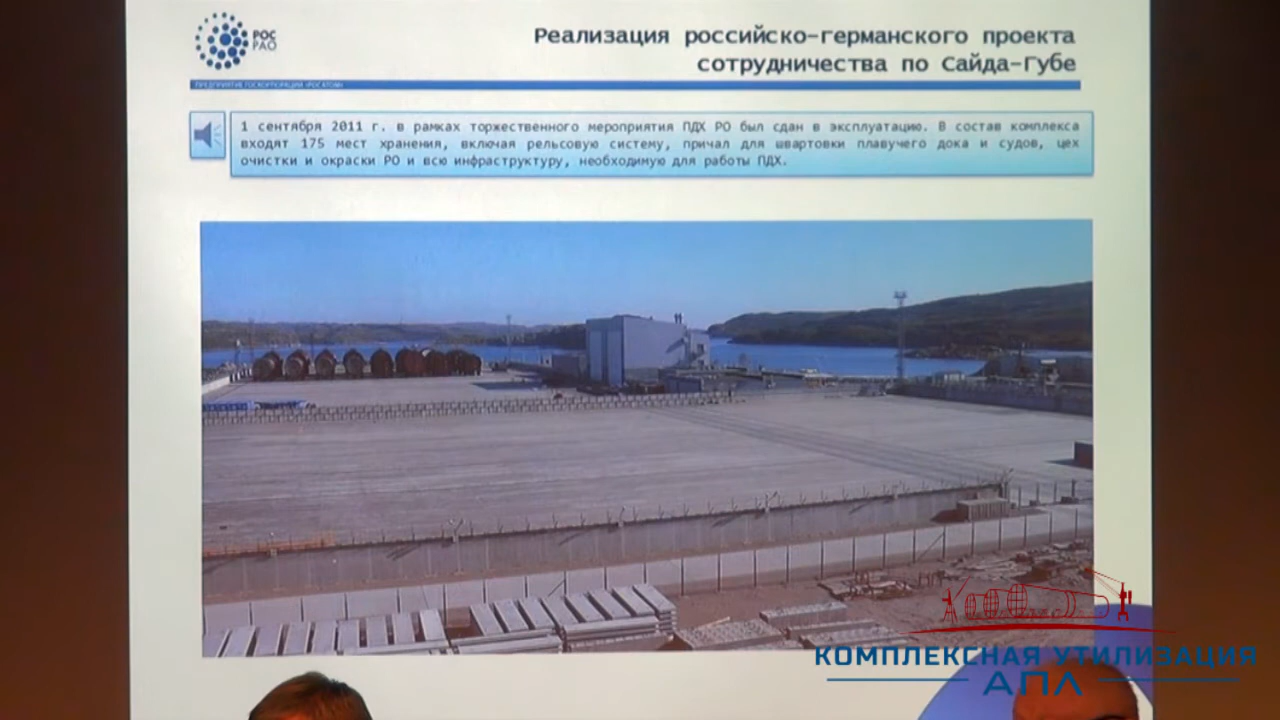 РОС
РАО
Реализация российско-германского проекта
сотрудничества по Сайда-Губе
ПРЕДПРИЯТИЕ ГОСКОРПОРАЦИИ «РОСАТОМ»
1 сентября 2011 г. в рамках торжественного мероприятия ПДХ РО был сдан в эксплуатацию. В состав комплекса
входят 175 мест хранения, включая рельсовую систему, причал для швартовки плавучего дока и судов, цех
очистки и окраски РО и всю инфраструктуру, необходимую для работы ПДХ.
КОМПЛЕКСНАЯ УТИЛИЗАЦИЯ
АПЛ